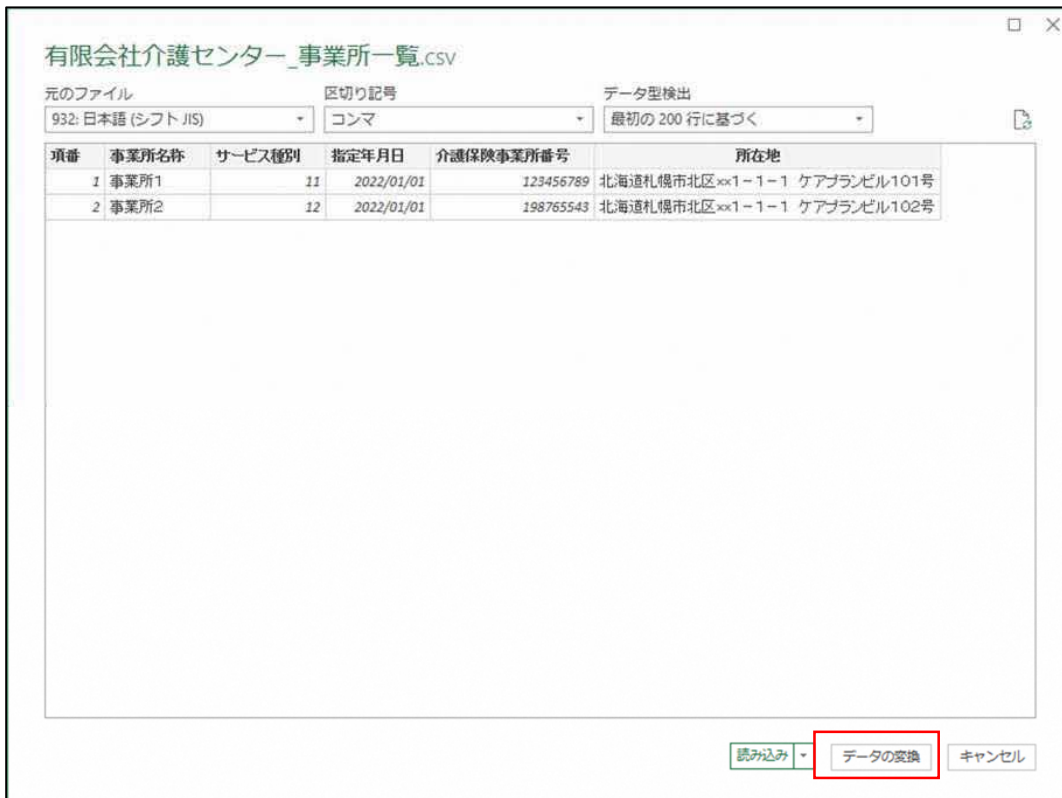 有限会社介護センター_事業所一覧.csv
元のファイル 区切り記号 データ型検出
932: 日本語 (シフト JIS) コンマ 最初の 200 行に基づく
項番 事業所名称 サービス種別 指定年月日 介護保険事業所番号 所在地
1 事業所1 11 2022/01/01 123456789 北海道札幌市北区××1-1-1 ケアプランビル101号
2 事業所2 12 2022/01/01 198765543 北海道札幌市北区××1-1-1 ケアプランビル102号
読み込み データの変換 キャンセル